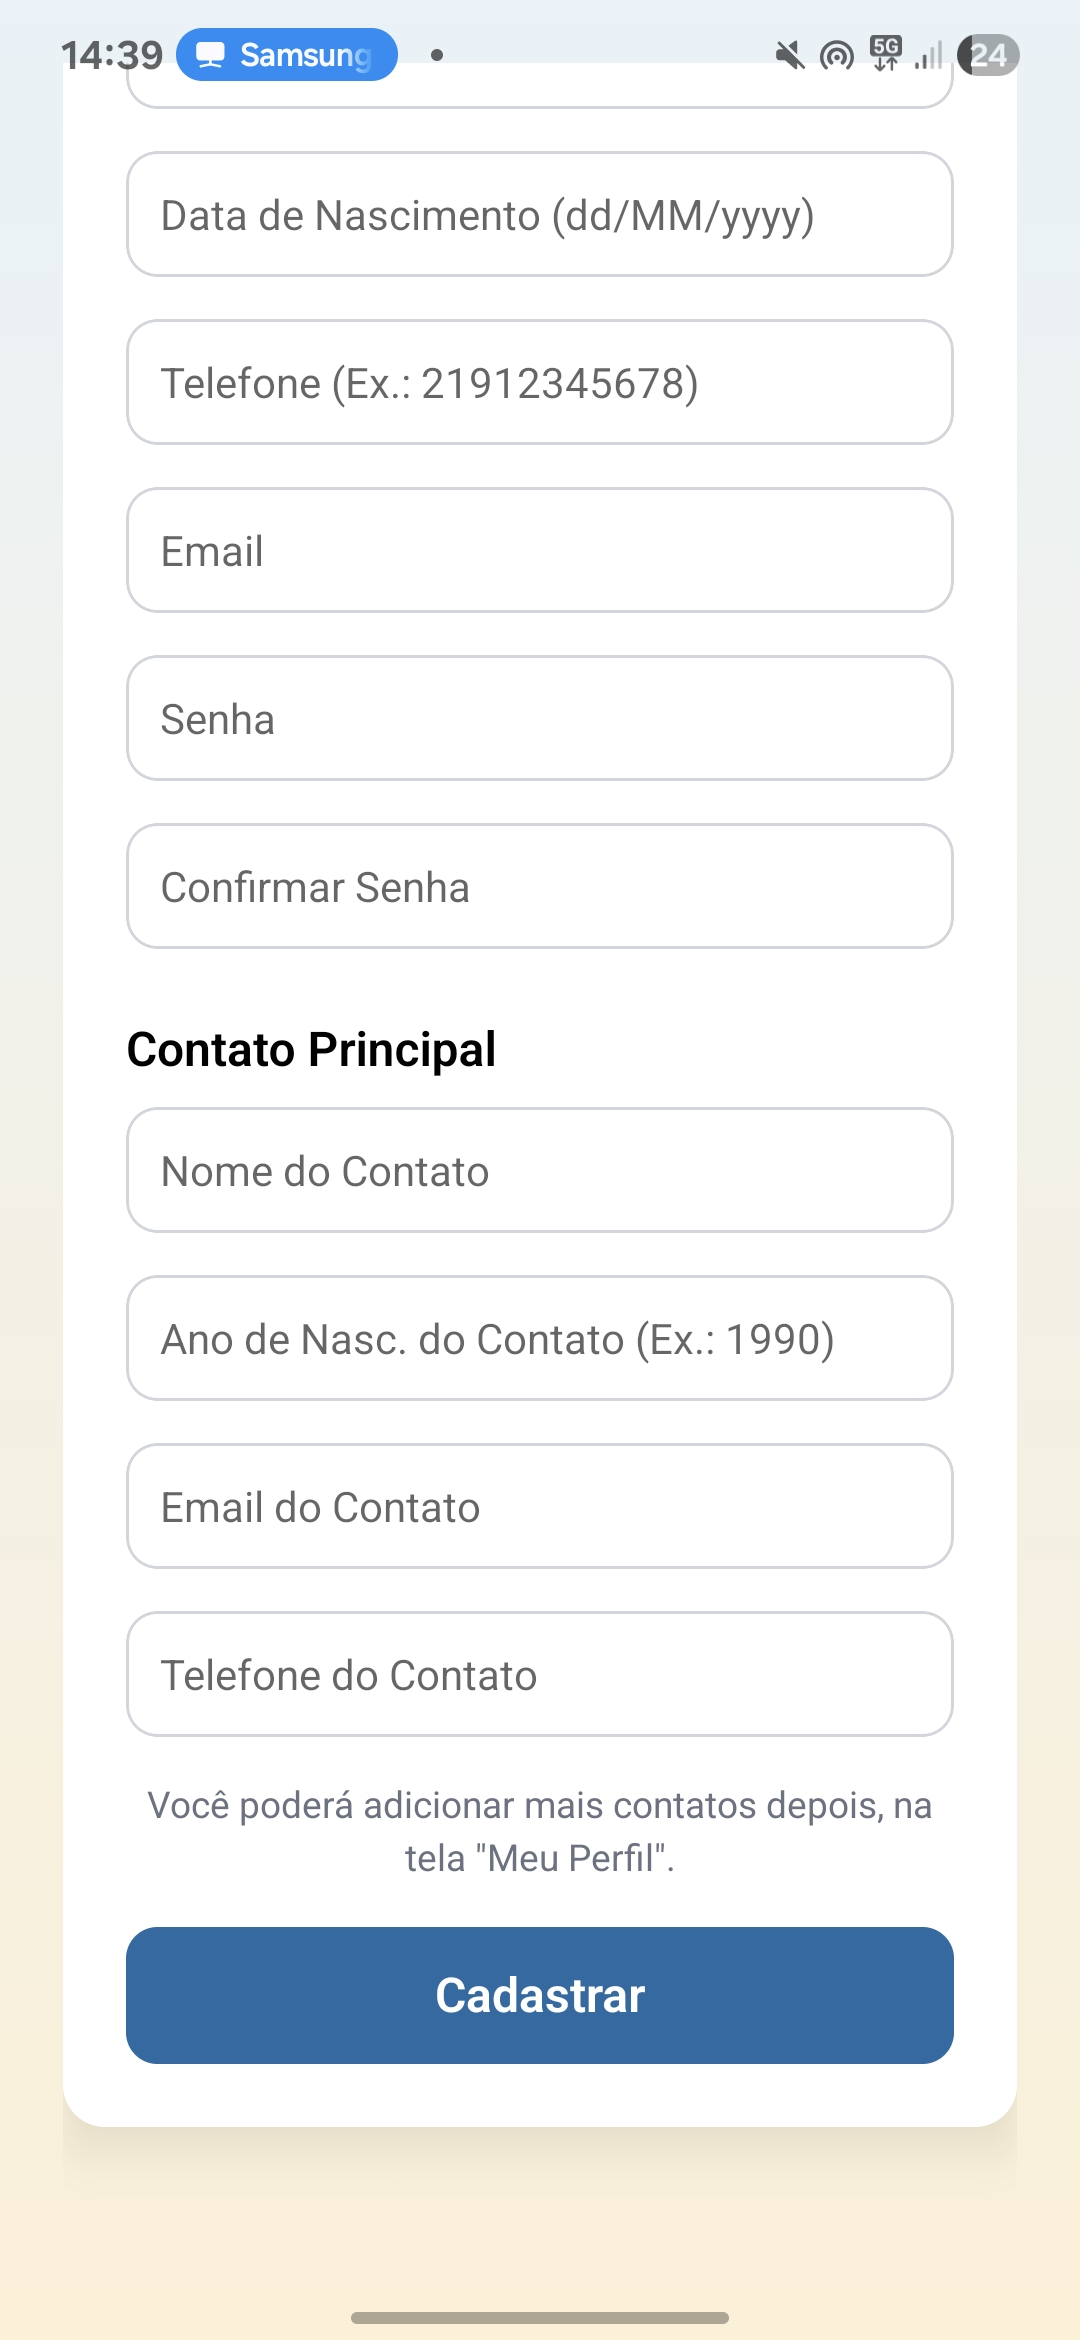 14:39 Samsung 5G 24
Data de Nascimento (dd/MM/yyyy)
Telefone (Ex.: 21912345678)
Email
Senha
Confirmar Senha
Contato Principal
Nome do Contato
Ano de Nasc. do Contato (Ex.: 1990)
Email do Contato
Telefone do Contato
Você poderá adicionar mais contatos depois, na
tela "Meu Perfil".
Cadastrar